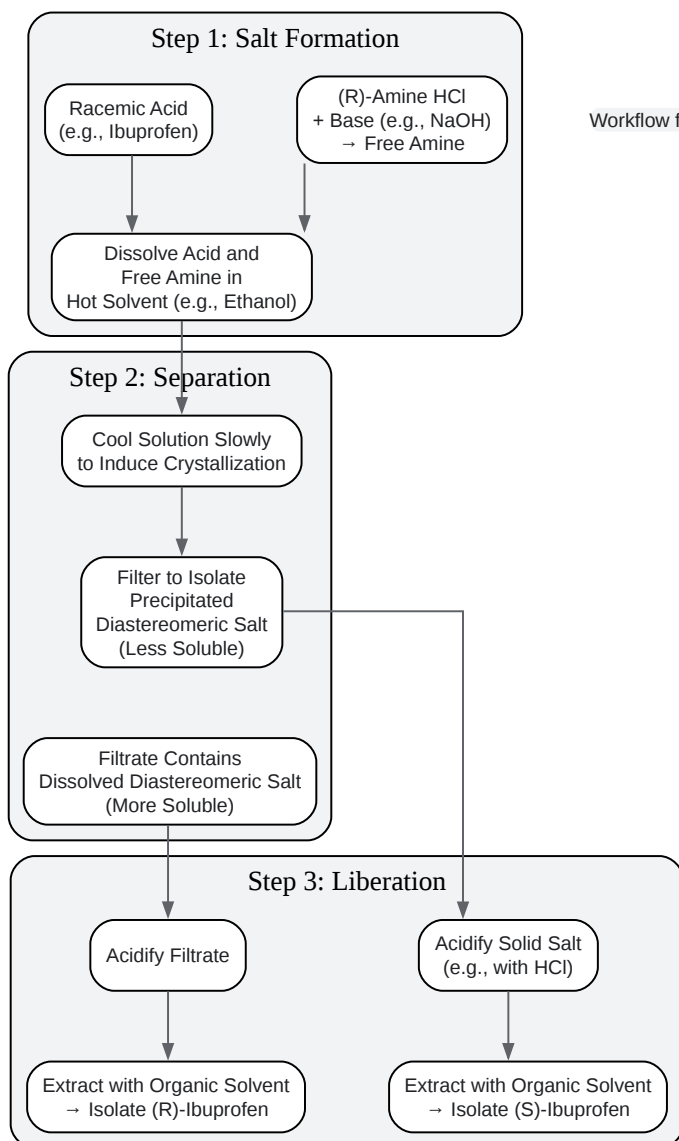 Step 1: Salt Formation
Racemic Acid
(e.g., Ibuprofen)
(R)-Amine HCl
+ Base (e.g., NaOH)
→ Free Amine
Workflow f
Dissolve Acid and
Free Amine in
Hot Solvent (e.g., Ethanol)
Step 2: Separation
Cool Solution Slowly
to Induce Crystallization
Filter to Isolate
Precipitated
Diastereomeric Salt
(Less Soluble)
Filtrate Contains
Dissolved Diastereomeric Salt
(More Soluble)
Step 3: Liberation
Acidify Filtrate
Acidify Solid Salt
(e.g., with HCl)
Extract with Organic Solvent
→ Isolate (R)-Ibuprofen
Extract with Organic Solvent
→ Isolate (S)-Ibuprofen